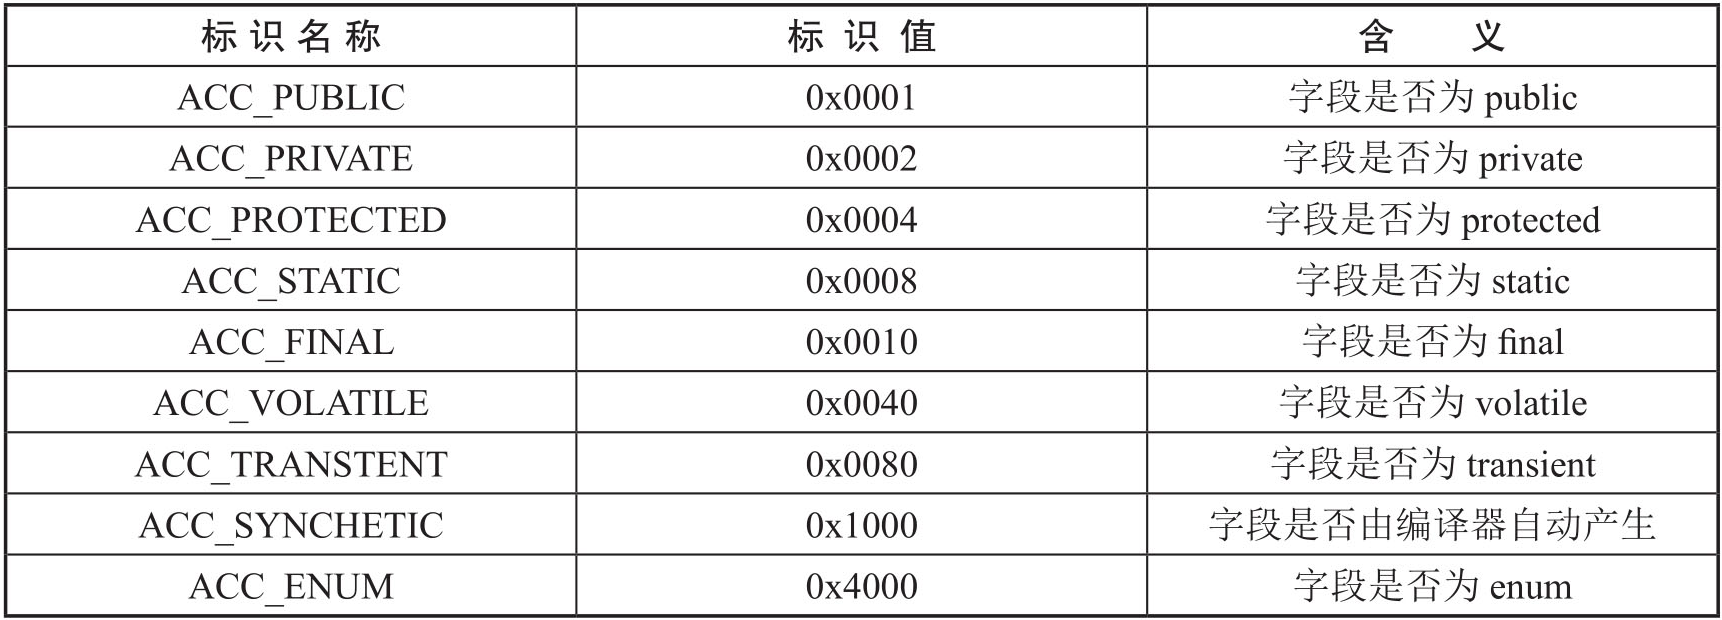 标识名称 标识值 含义
ACC_PUBLIC 0x0001 字段是否为 public
ACC_PRIVATE 0x0002 字段是否为 private
ACC_PROTECTED 0x0004 字段是否为 protected
ACC_STATIC 0x0008 字段是否为 static
ACC_FINAL 0x0010 字段是否为 final
ACC_VOLATILE 0x0040 字段是否为 volatile
ACC_TRANSTENT 0x0080 字段是否为 transient
ACC_SYNCHETIC 0x1000 字段是否由编译器自动产生
ACC_ENUM 0x4000 字段是否为 enum